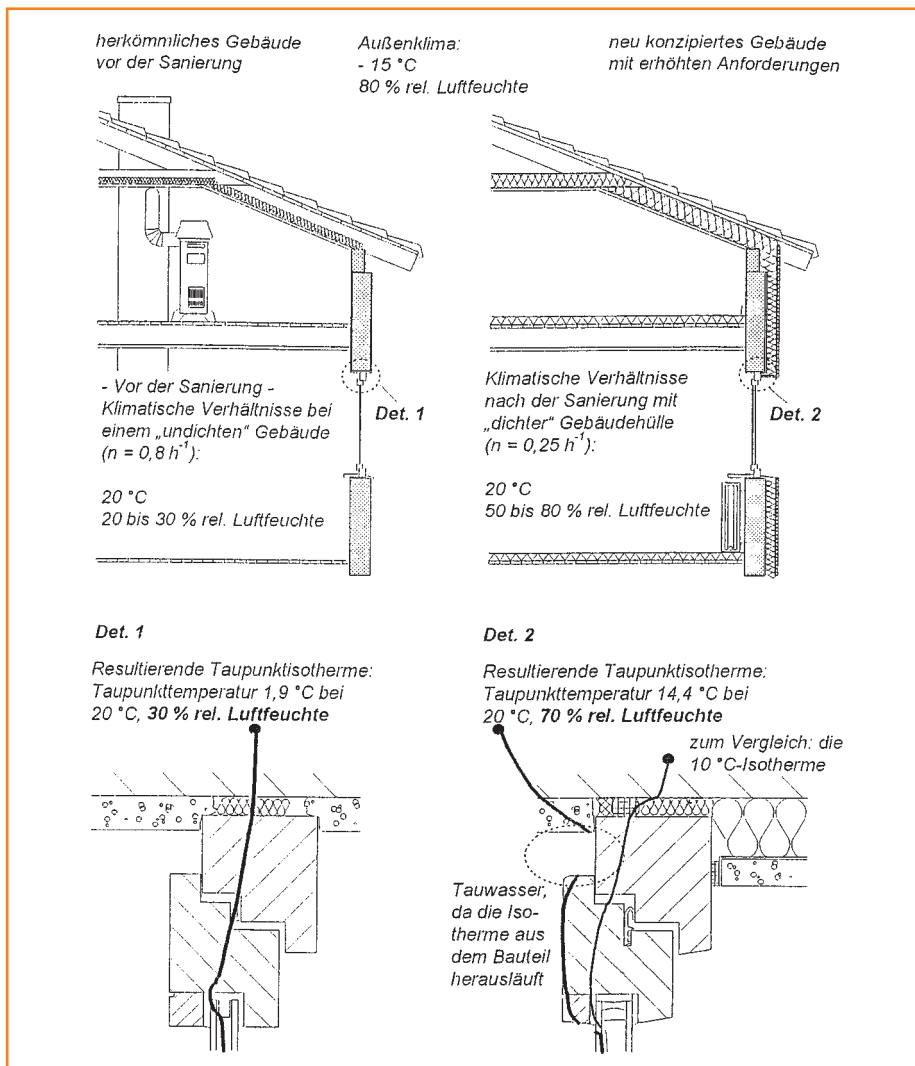 herkömmliches Gebäude
vor der Sanierung
Außenklima:
- 15 °C
80 % rel. Luftfeuchte
neu konzipiertes Gebäude
mit erhöhten Anforderungen
- Vor der Sanierung -
Klimatische Verhältnisse bei
einem „undichten“ Gebäude
(n = 0,8 h⁻¹):
20 °C
20 bis 30 % rel. Luftfeuchte
Det. 1
Klimatische Verhältnisse
nach der Sanierung mit
„dichter“ Gebäudehülle
(n = 0,25 h⁻¹):
20 °C
50 bis 80 % rel. Luftfeuchte
Det. 2
Det. 1
Resultierende Taupunktisotherme:
Taupunkttemperatur 1,9 °C bei
20 °C, 30 % rel. Luftfeuchte
Det. 2
Resultierende Taupunktisotherme:
Taupunkttemperatur 14,4 °C bei
20 °C, 70 % rel. Luftfeuchte
zum Vergleich: die
10 °C-Isotherme
Tauwasser,
da die Iso-
therme aus
dem Bauteil
herausläuft